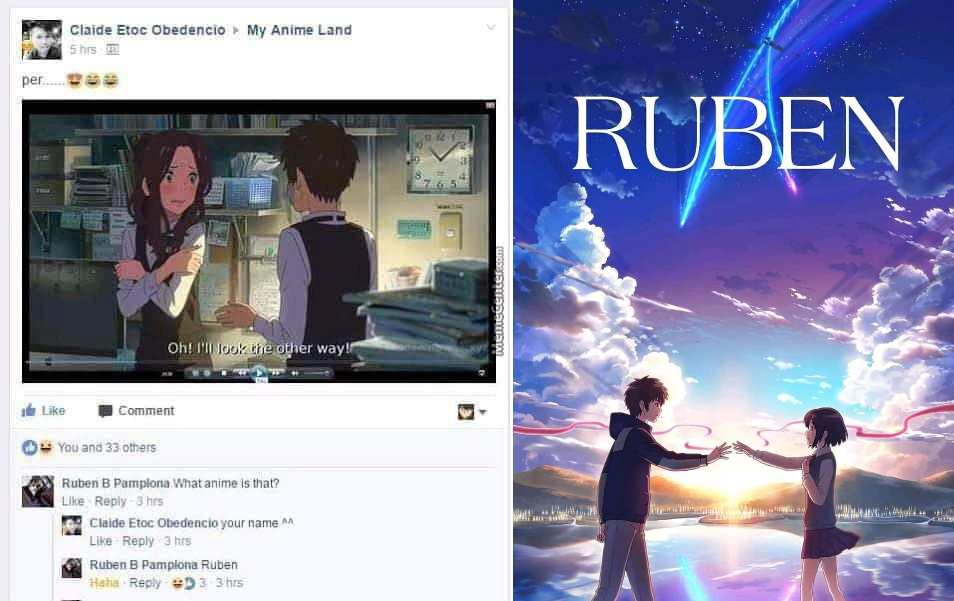 Claide Etoc Obedencio ▸ My Anime Land
5 hrs ·
per......😍😂😂
Oh! I'll look the other way!
MemeCenter.com
Like Comment
You and 33 others
Ruben B Pamplona What anime is that?
Like · Reply · 3 hrs
Claide Etoc Obedencio your name ^^
Like · Reply · 3 hrs
Ruben B Pamplona Ruben
Haha · Reply · 3 · 3 hrs
RUBEN